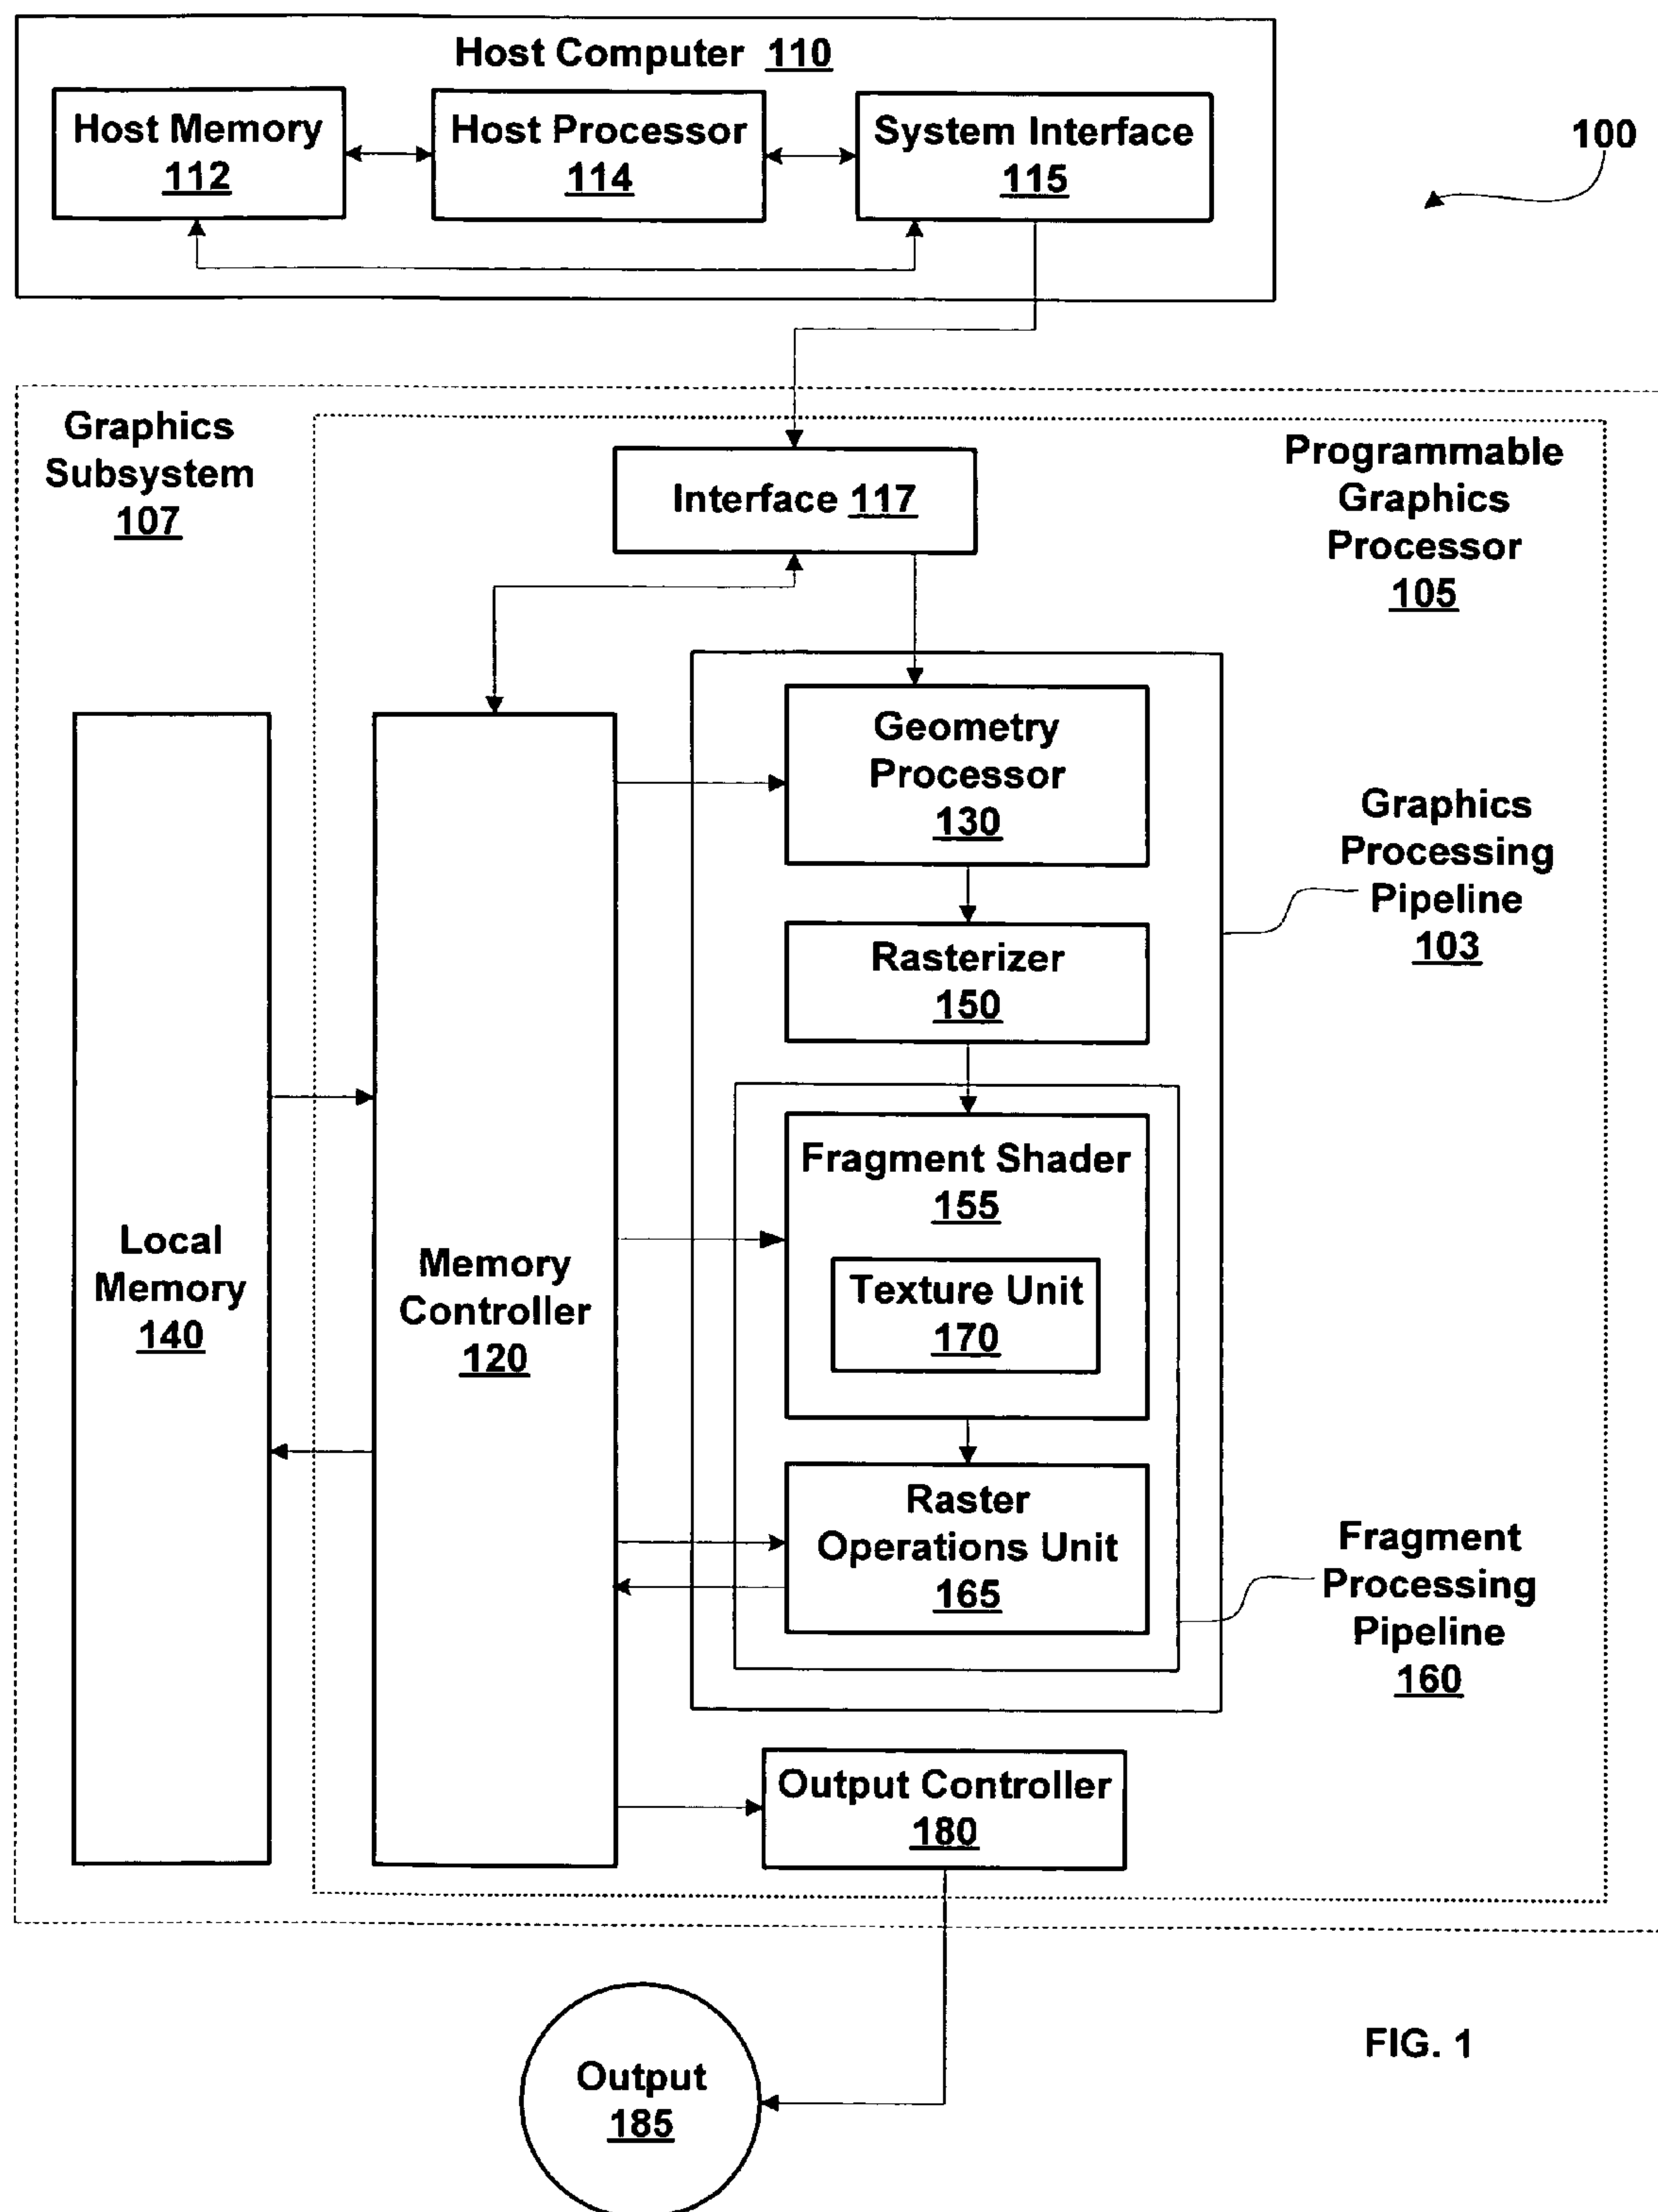 Host Computer 110
Host Memory
112
Host Processor
114
System Interface
115
100
Graphics
Subsystem
107
Interface 117
Programmable
Graphics
Processor
105
Geometry
Processor
130
Graphics
Processing
Pipeline
103
Rasterizer
150
Fragment Shader
155
Texture Unit
170
Local
Memory
140
Memory
Controller
120
Raster
Operations Unit
165
Fragment
Processing
Pipeline
160
Output Controller
180
Output
185
FIG. 1